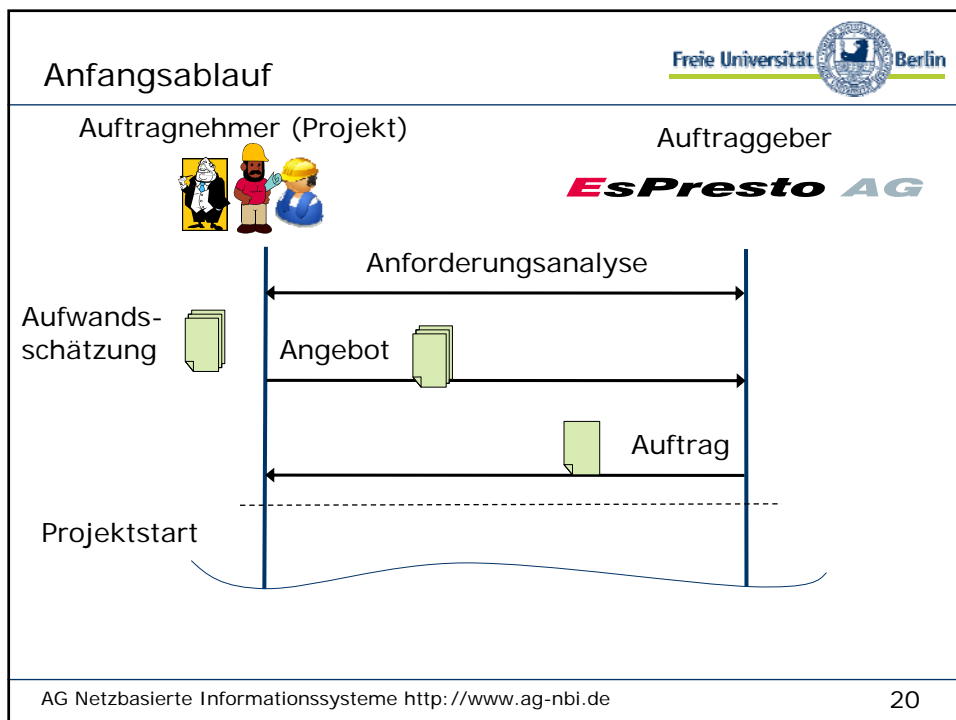 Anfangsablauf
Freie Universität Berlin
Auftragnehmer (Projekt)
Auftraggeber
EsPresto AG
Anforderungsanalyse
Aufwands-
schätzung
Angebot
Auftrag
Projektstart
AG Netzbasierte Informationssysteme http://www.ag-nbi.de
20